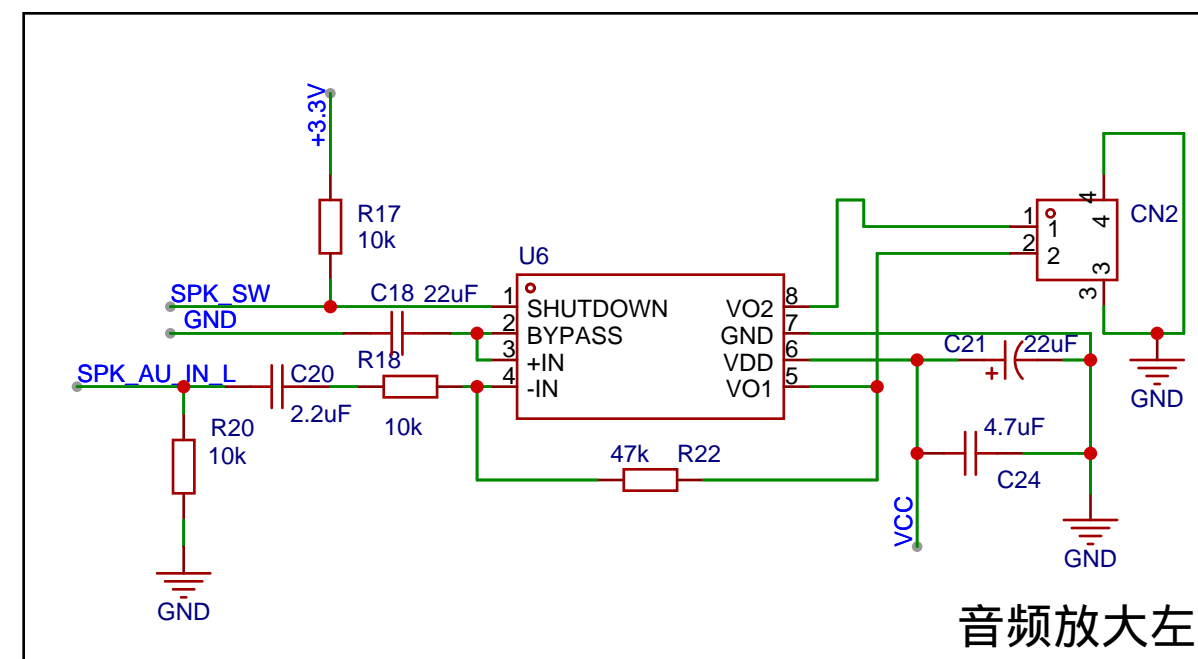 +3.3V
R17
10k
SPK_SW
GND
C18 22uF
U6
1 SHUTDOWN
2 BYPASS
3 +IN
4 -IN
VO2 8
GND 7
VDD 6
VO1 5
SPK_AU_IN_L
C20
2.2uF
R18
10k
R20
10k
GND
47k R22
1 1
2 2
4 4
3 3
CN2
GND
C21 22uF
+
4.7uF
C24
VCC
GND
音频放大左